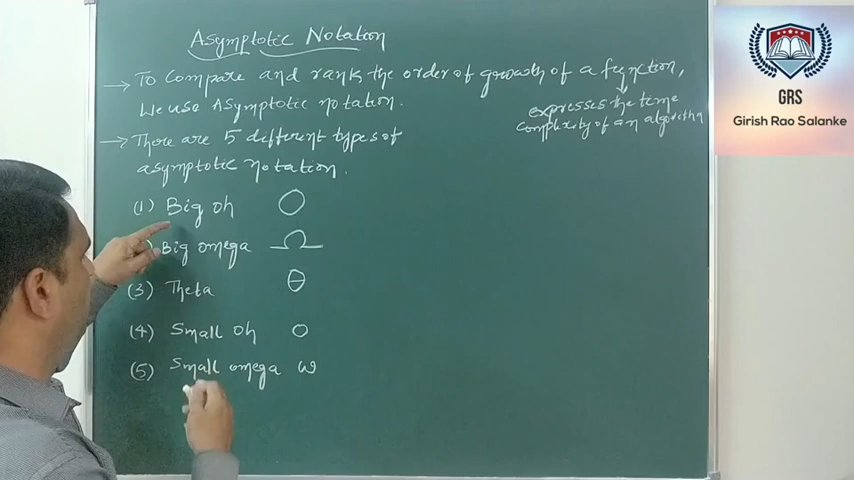 Asymptotic Notation
→ To Compare and rank the order of growth of a function,
we use Asymptotic notation.
expresses the time
complexity of an algorithm
→ There are 5 different types of
asymptotic notation.
(1) Big oh O
) Big omega Ω
(3) Theta θ
(4) Small oh o
(5) Small omega ω
GRS
Girish Rao Salanke